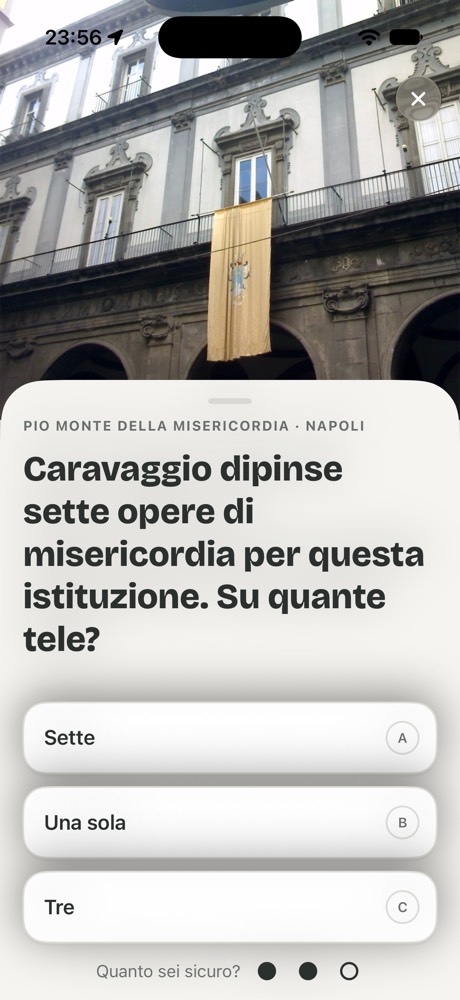 23:56
PIO MONTE DELLA MISERICORDIA · NAPOLI
Caravaggio dipinse
sette opere di
misericordia per questa
istituzione. Su quante
tele?
Sette
A
Una sola
B
Tre
C
Quanto sei sicuro?